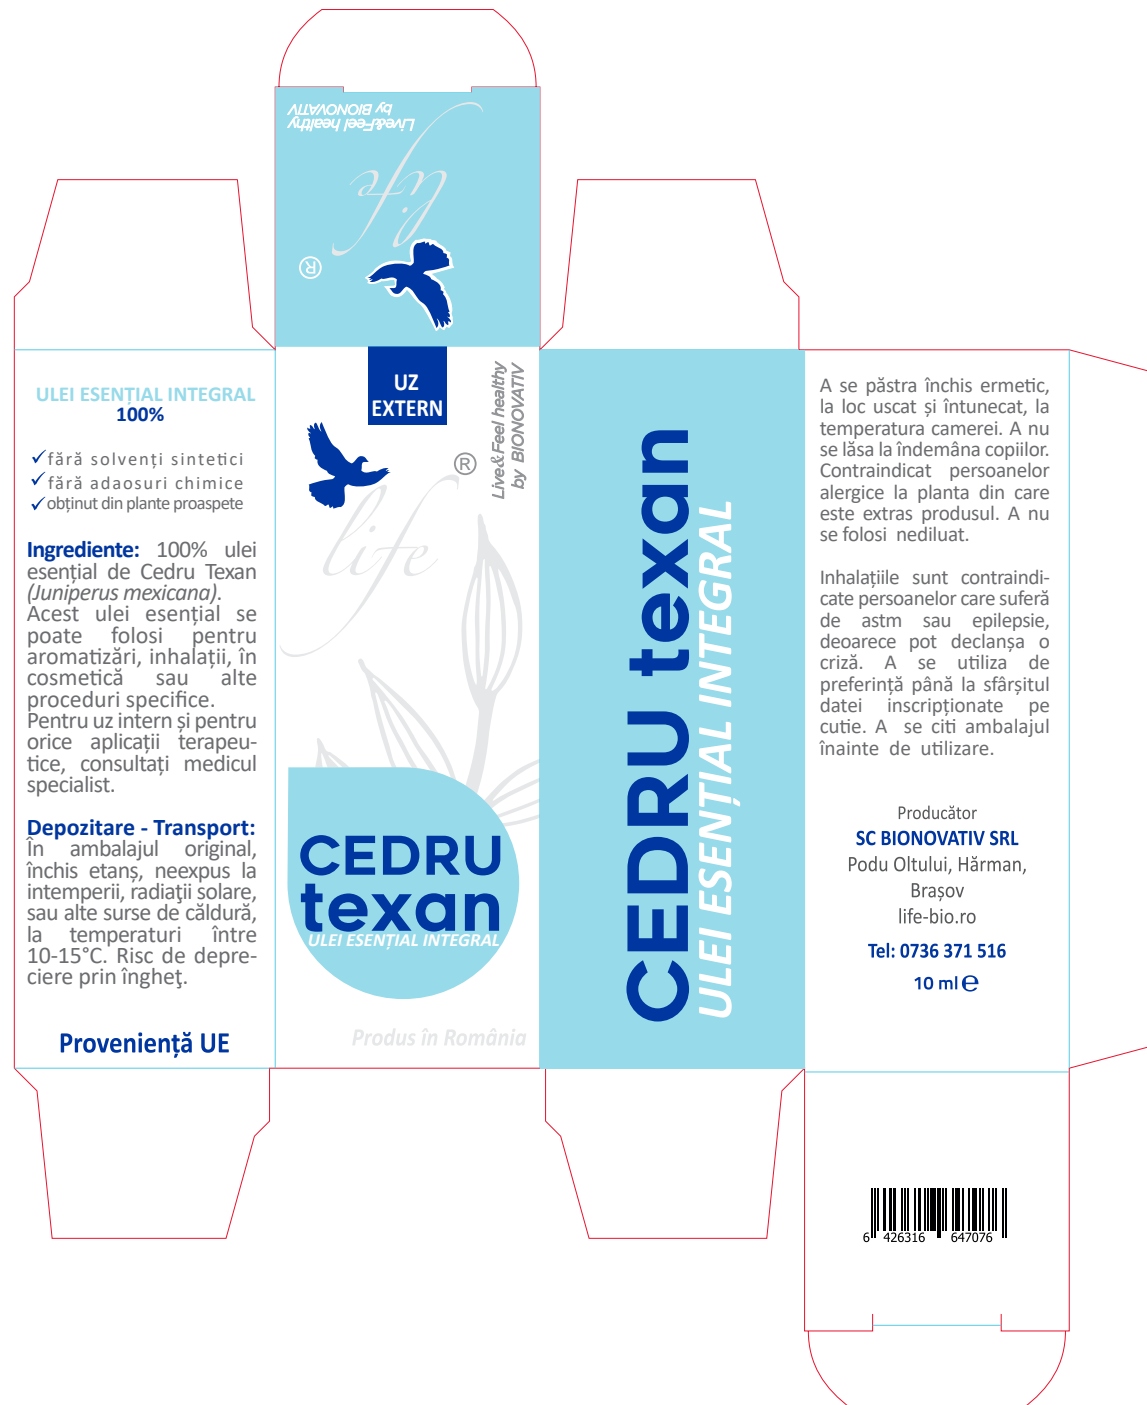 Live&Feel healthy
by BIONOVATIV
life
®
ULEI ESENȚIAL INTEGRAL
100%
fără solvenți sintetici
fără adaosuri chimice
obținut din plante proaspete
Ingrediente: 100% ulei
esențial de Cedru Texan
(Juniperus mexicana).
Acest ulei esențial se
poate folosi pentru
aromatizări, inhalații, în
cosmetică sau alte
proceduri specifice.
Pentru uz intern și pentru
orice aplicații terapeu-
tice, consultați medicul
specialist.
Depozitare - Transport:
În ambalajul original,
închis etanș, neexpus la
intemperii, radiaţii solare,
sau alte surse de căldură,
la temperaturi între
10-15°C. Risc de depre-
ciere prin îngheţ.
Proveniență UE
UZ
EXTERN
Live&Feel healthy
by BIONOVATIV
®
life
CEDRU
texan
ULEI ESENȚIAL INTEGRAL
Produs în România
CEDRU texan
ULEI ESENȚIAL INTEGRAL
A se păstra închis ermetic,
la loc uscat și întunecat, la
temperatura camerei. A nu
se lăsa la îndemâna copiilor.
Contraindicat persoanelor
alergice la planta din care
este extras produsul. A nu
se folosi nediluat.
Inhalațiile sunt contraindi-
cate persoanelor care suferă
de astm sau epilepsie,
deoarece pot declanșa o
criză. A se utiliza de
preferință până la sfârșitul
datei inscripționate pe
cutie. A se citi ambalajul
înainte de utilizare.
Producător
SC BIONOVATIV SRL
Podu Oltului, Hărman,
Brașov
life-bio.ro
Tel: 0736 371 516
10 ml ℮
6 426316 647076